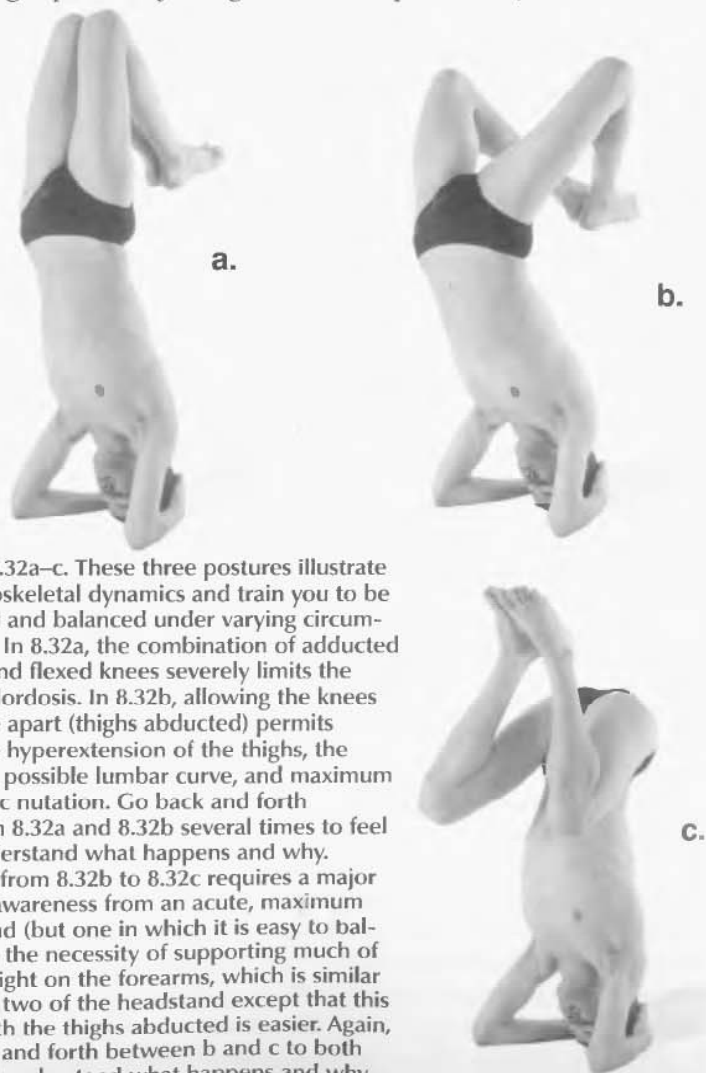 a.
b.
.32a–c. These three postures illustrate
oskeletal dynamics and train you to be
and balanced under varying circum-
In 8.32a, the combination of adducted
nd flexed knees severely limits the
lordosis. In 8.32b, allowing the knees
apart (thighs abducted) permits
hyperextension of the thighs, the
possible lumbar curve, and maximum
c nutation. Go back and forth
n 8.32a and 8.32b several times to feel
erstand what happens and why.
from 8.32b to 8.32c requires a major
awareness from an acute, maximum
nd (but one in which it is easy to bal-
the necessity of supporting much of
ight on the forearms, which is similar
two of the headstand except that this
th the thighs abducted is easier. Again,
and forth between b and c to both
what happens and why
c.